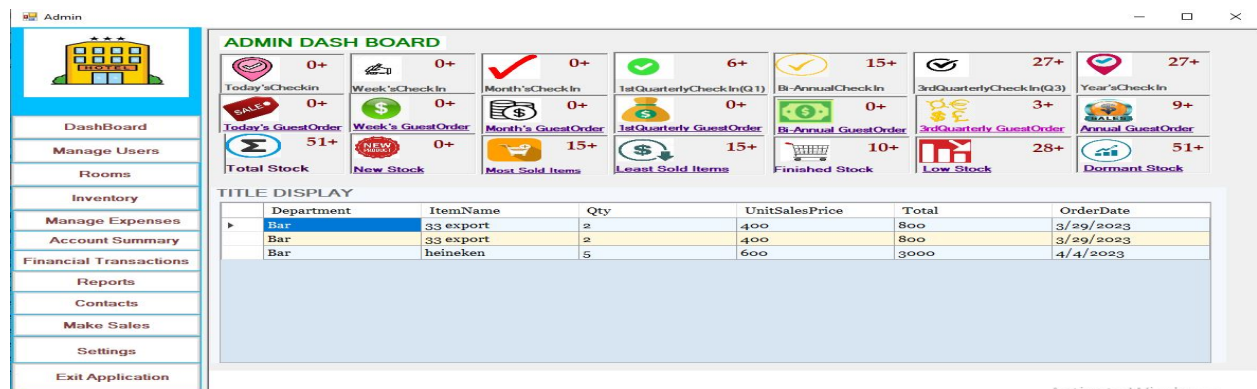 Admin
HOTEL
ADMIN DASH BOARD
0+ 0+ 0+ 6+ 15+ 27+ 27+
Today'sCheckin Week'sCheckIn Month'sCheckIn 1stQuarterlyCheckIn(Q1) Bi-AnnualCheckIn 3rdQuarterlyCheckIn(Q3) Year'sCheckIn
SALE SALES
0+ 0+ 0+ 0+ 0+ 3+ 9+
Today's GuestOrder Week's GuestOrder Month's GuestOrder 1stQuarterly GuestOrder Bi-Annual GuestOrder 3rdQuarterly GuestOrder Annual GuestOrder
NEW PRODUCT
51+ 0+ 15+ 15+ 10+ 28+ 51+
Total Stock New Stock Most Sold Items Least Sold Items Finished Stock Low Stock Dormant Stock
DashBoard
Manage Users
Rooms
Inventory
Manage Expenses
Account Summary
Financial Transactions
Reports
Contacts
Make Sales
Settings
Exit Application
TITLE DISPLAY
Department ItemName Qty UnitSalesPrice Total OrderDate
Bar 33 export 2 400 800 3/29/2023
Bar 33 export 2 400 800 3/29/2023
Bar heineken 5 600 3000 4/4/2023